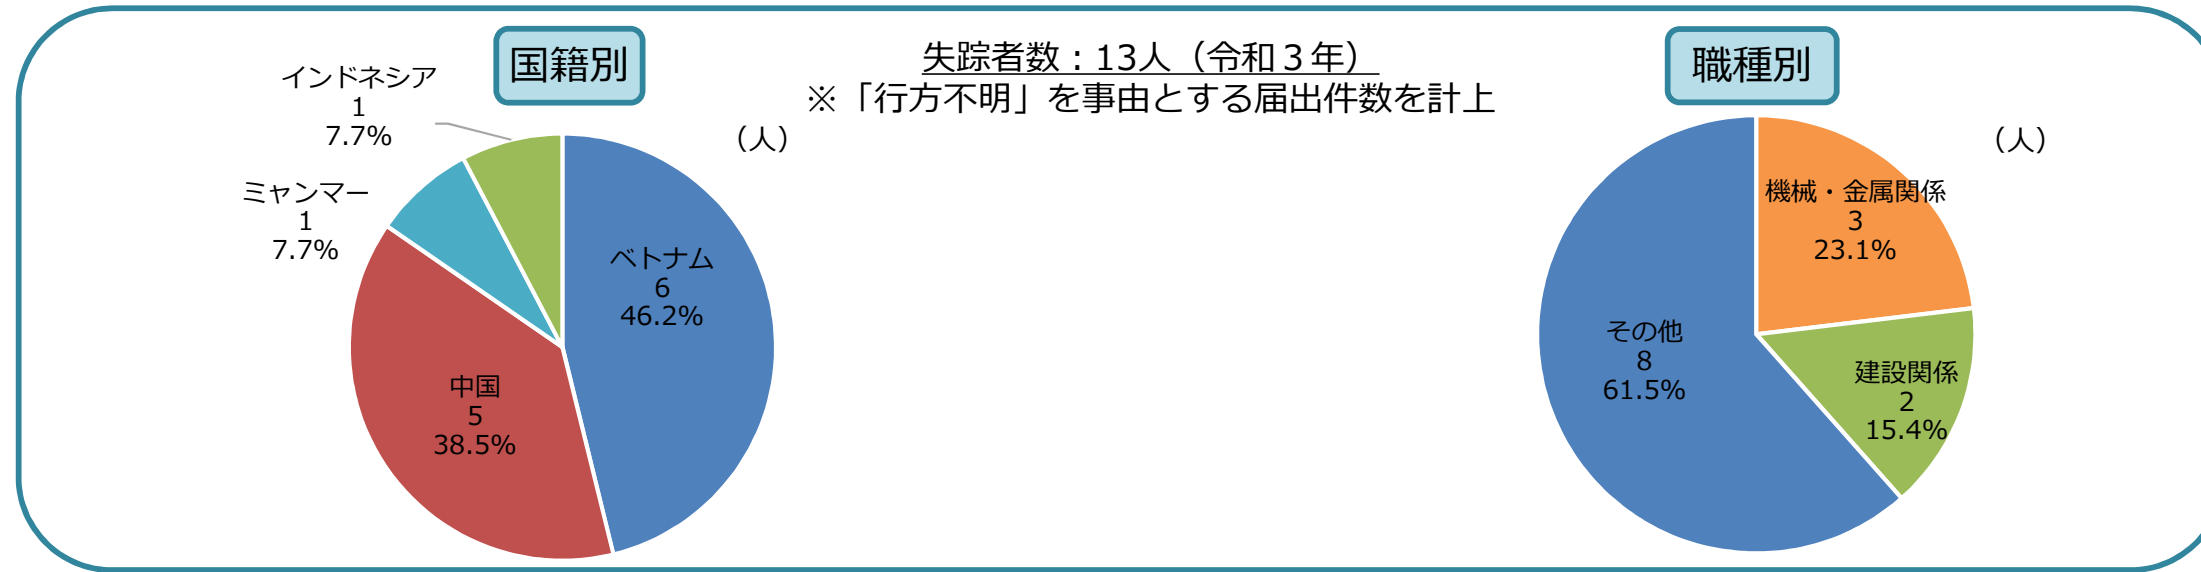 国籍別
失踪者数：13人（令和３年）
※「行方不明」を事由とする届出件数を計上
職種別
（人）
インドネシア
1
7.7%
ミャンマー
1
7.7%
ベトナム
6
46.2%
中国
5
38.5%
（人）
機械・金属関係
3
23.1%
その他
8
61.5%
建設関係
2
15.4%